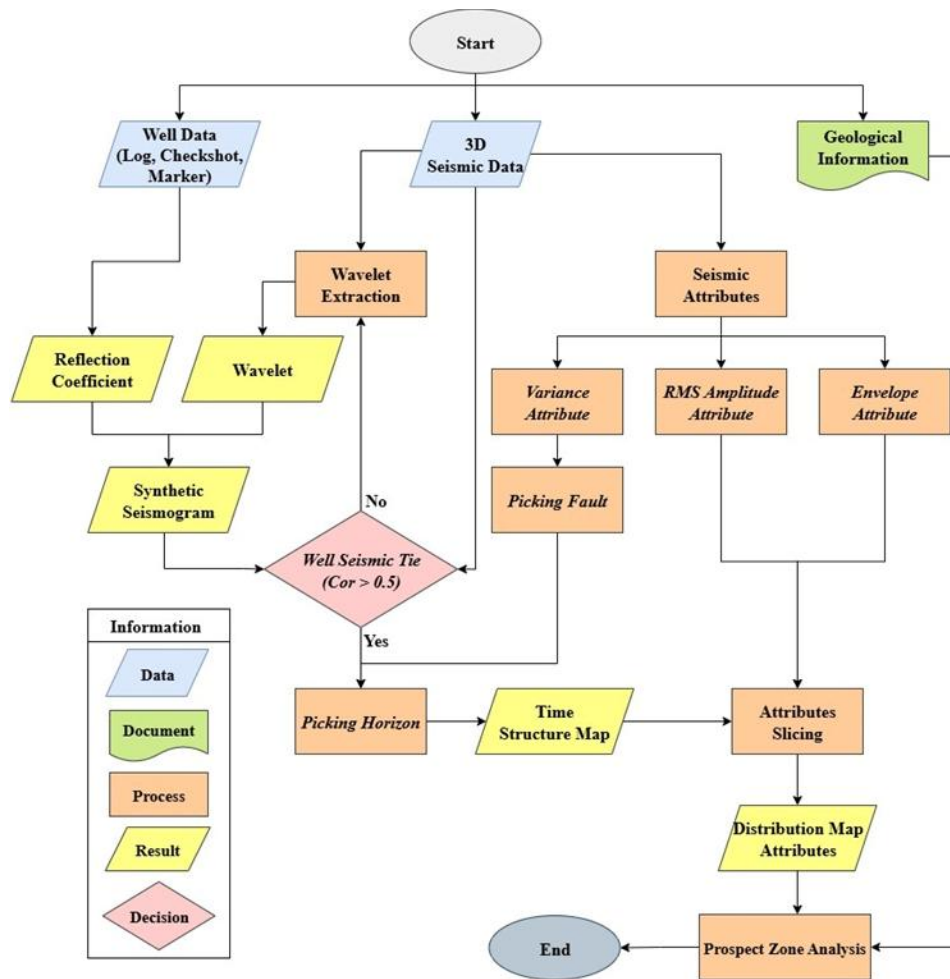 Start
Well Data
(Log, Checkshot,
Marker)
3D
Seismic Data
Geological
Information
Wavelet
Extraction
Seismic
Attributes
Reflection
Coefficient
Wavelet
Variance
Attribute
RMS Amplitude
Attribute
Envelope
Attribute
Synthetic
Seismogram
No
Picking Fault
Well Seismic Tie
(Cor > 0.5)
Yes
Information
Data
Document
Process
Result
Decision
Picking Horizon
Time
Structure Map
Attributes
Slicing
Distribution Map
Attributes
End
Prospect Zone Analysis